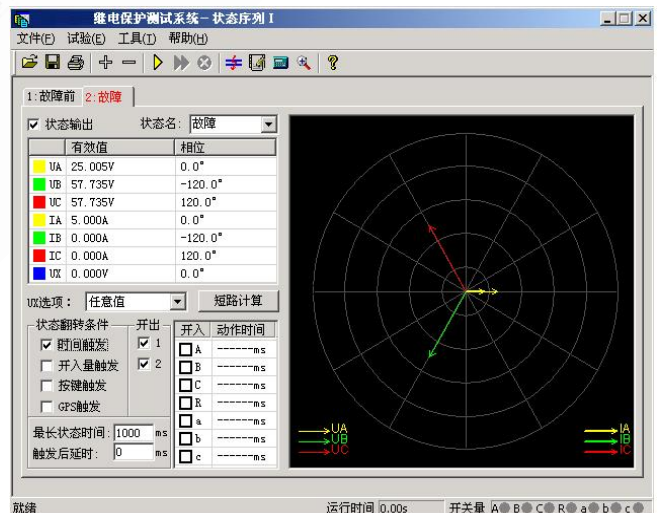 继电保护测试系统-状态序列 I
文件(F) 试验(E) 工具(T) 帮助(H)
1:故障前 2:故障
状态输出 状态名: 故障
有效值 相位
UA 25.005V 0.0°
UB 57.735V -120.0°
UC 57.735V 120.0°
IA 5.000A 0.0°
IB 0.000A -120.0°
IC 0.000A 120.0°
UX 0.000V 0.0°
UX选项: 任意值 短路计算
状态翻转条件 开出 开入 动作时间
时间触发 1 A ------ms
开入量触发 2 B ------ms
按键触发 C ------ms
GPS触发 R ------ms
a ------ms
最长状态时间: 1000 ms b ------ms
触发后延时: 0 ms c ------ms
UA IA
UB IB
UC IC
就绪 运行时间 0.00s 开关量 A B C R a b c